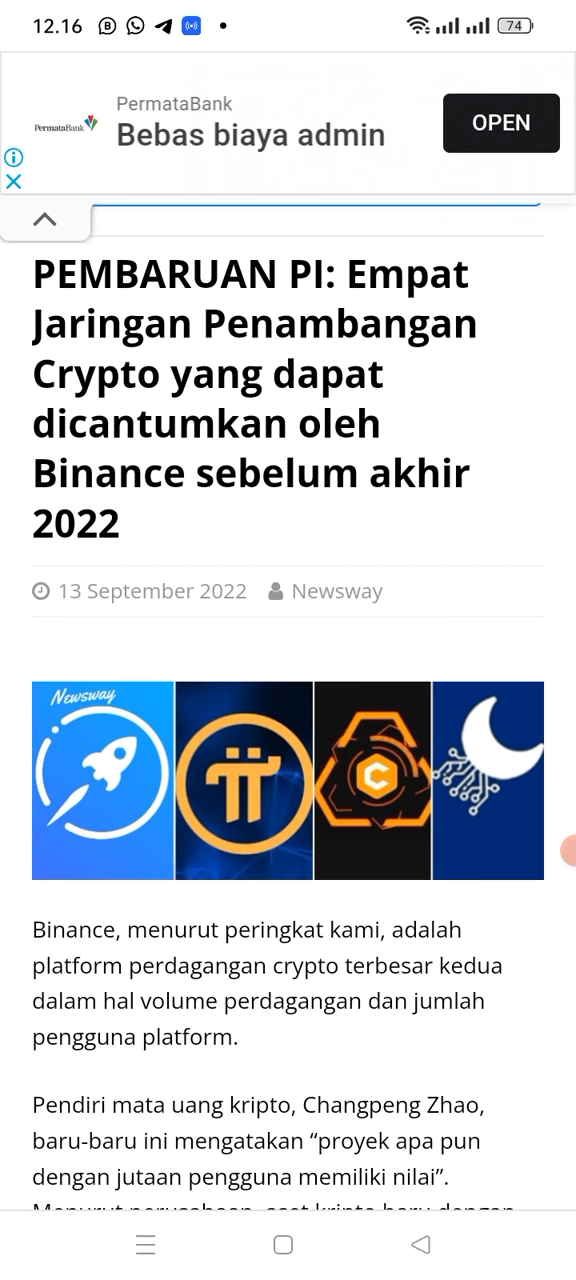 12.16
74
PermataBank
PermataBank
Bebas biaya admin
OPEN
PEMBARUAN PI: Empat
Jaringan Penambangan
Crypto yang dapat
dicantumkan oleh
Binance sebelum akhir
2022
13 September 2022 Newsway
Newsway
Binance, menurut peringkat kami, adalah
platform perdagangan crypto terbesar kedua
dalam hal volume perdagangan dan jumlah
pengguna platform.
Pendiri mata uang kripto, Changpeng Zhao,
baru-baru ini mengatakan “proyek apa pun
dengan jutaan pengguna memiliki nilai”.